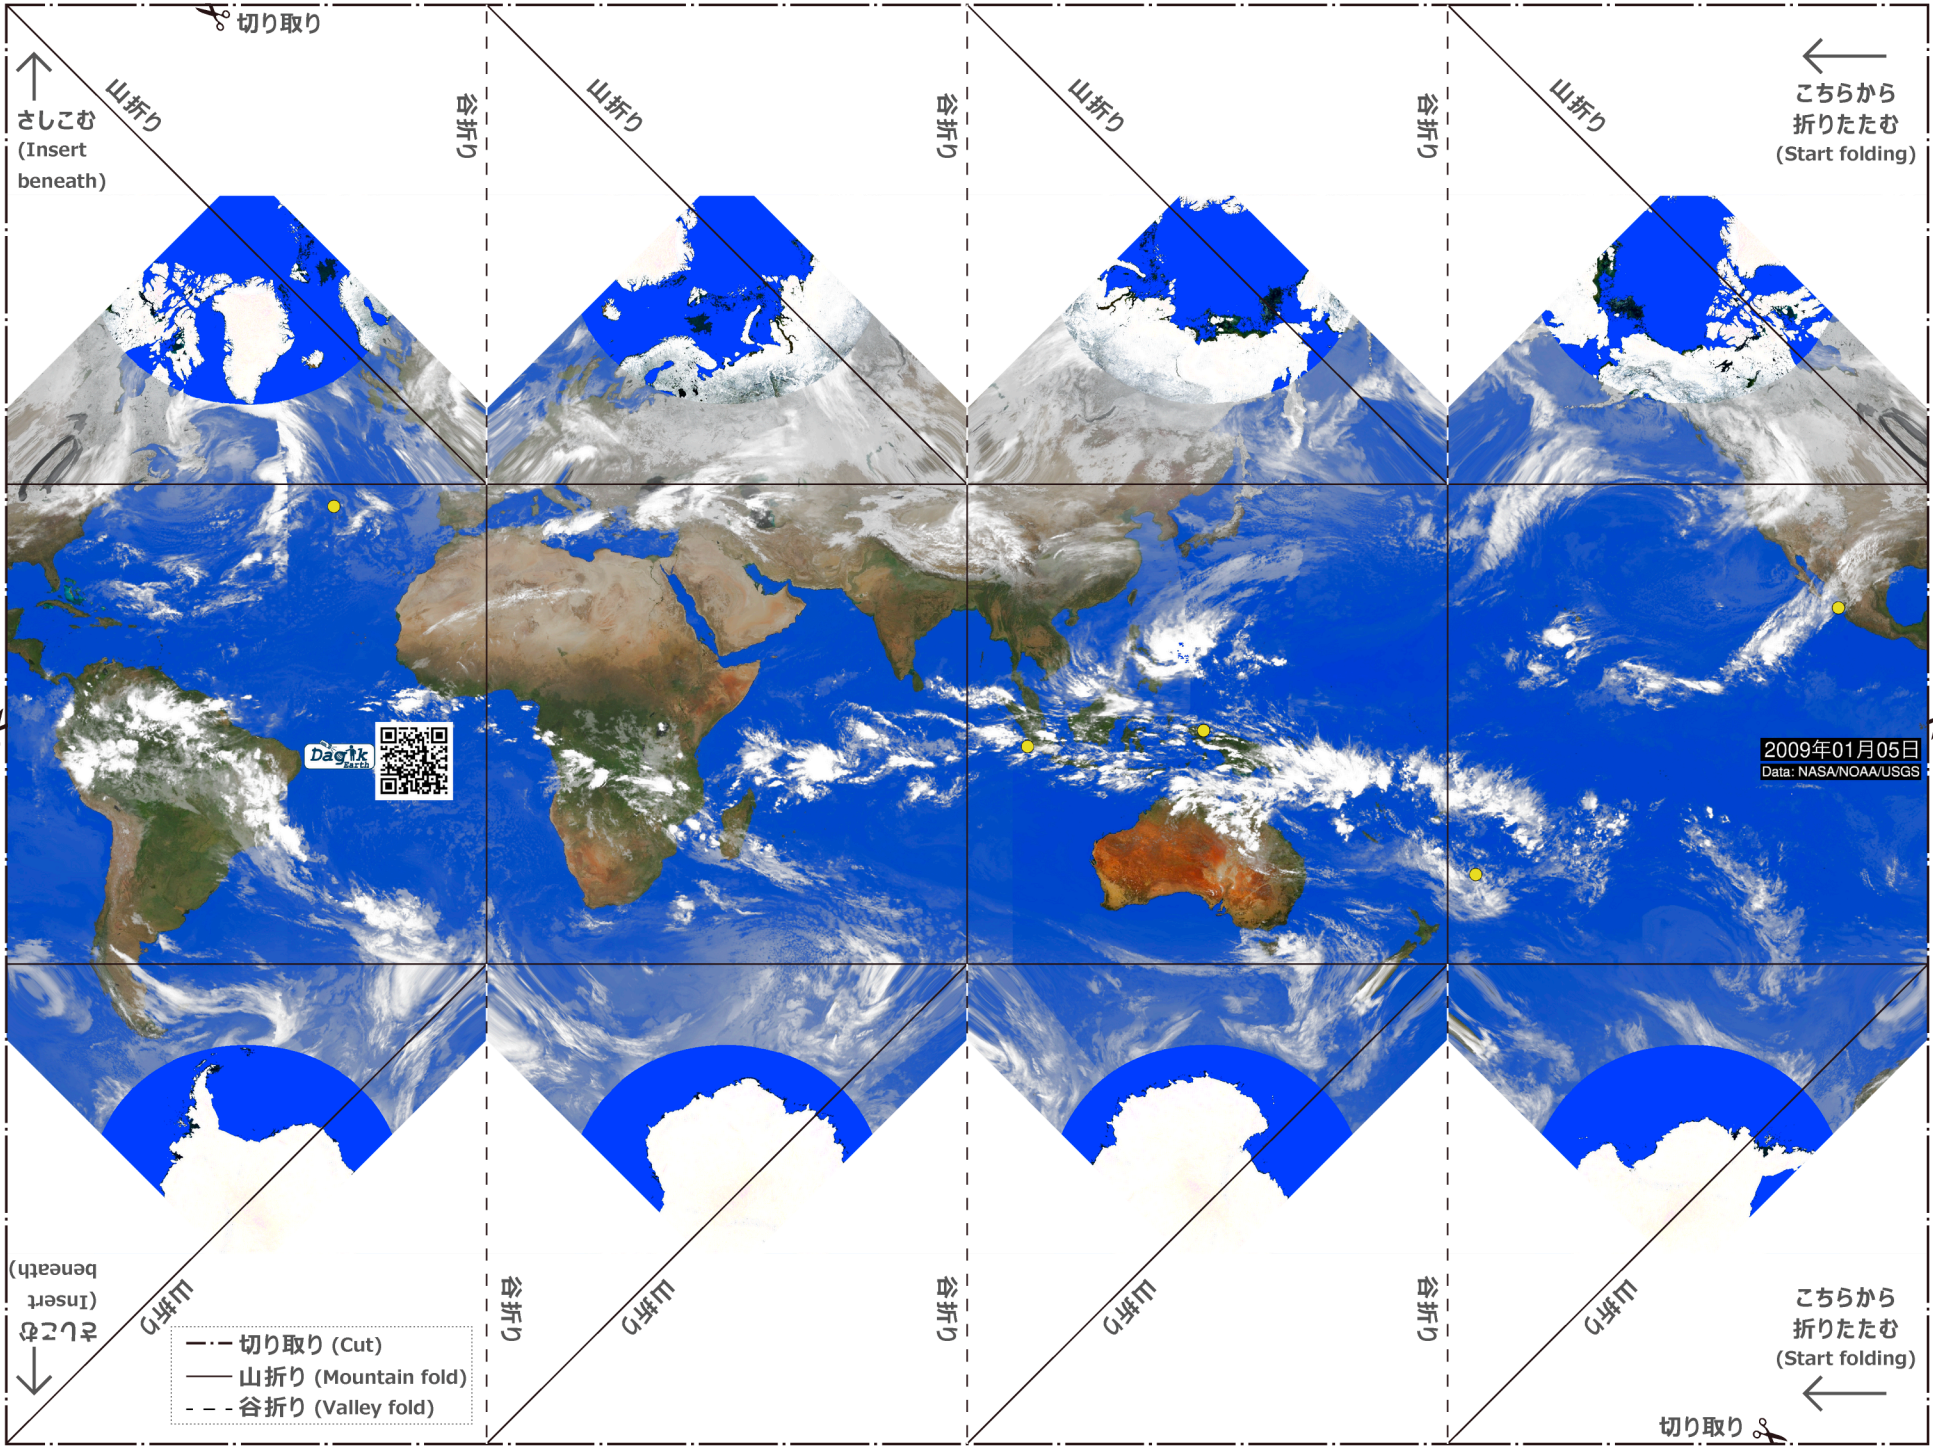 切り取り
さしこむ
(Insert
beneath)
山折り
谷折り
山折り
谷折り
山折り
谷折り
山折り
こちらから
折りたたむ
(Start folding)
Dagik
Earth
2009年01月05日
Data: NASA/NOAA/USGS
さしこむ
(Insert
beneath)
山折り
谷折り
山折り
谷折り
山折り
谷折り
山折り
こちらから
折りたたむ
(Start folding)
切り取り (Cut)
山折り (Mountain fold)
谷折り (Valley fold)
切り取り